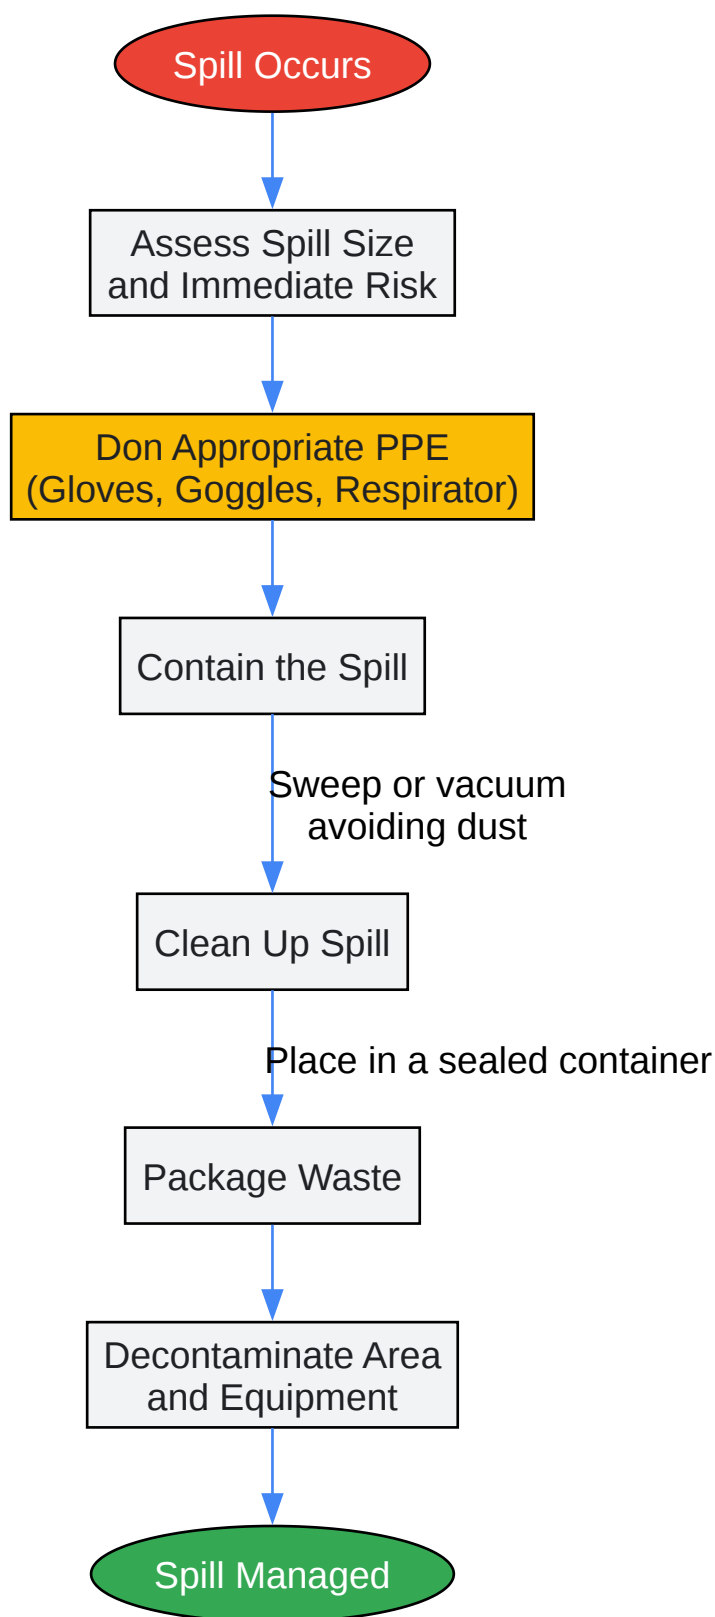 Spill Occurs
Assess Spill Size
and Immediate Risk
Don Appropriate PPE
(Gloves, Goggles, Respirator)
Contain the Spill
Sweep or vacuum
avoiding dust
Clean Up Spill
Place in a sealed container
Package Waste
Decontaminate Area
and Equipment
Spill Managed